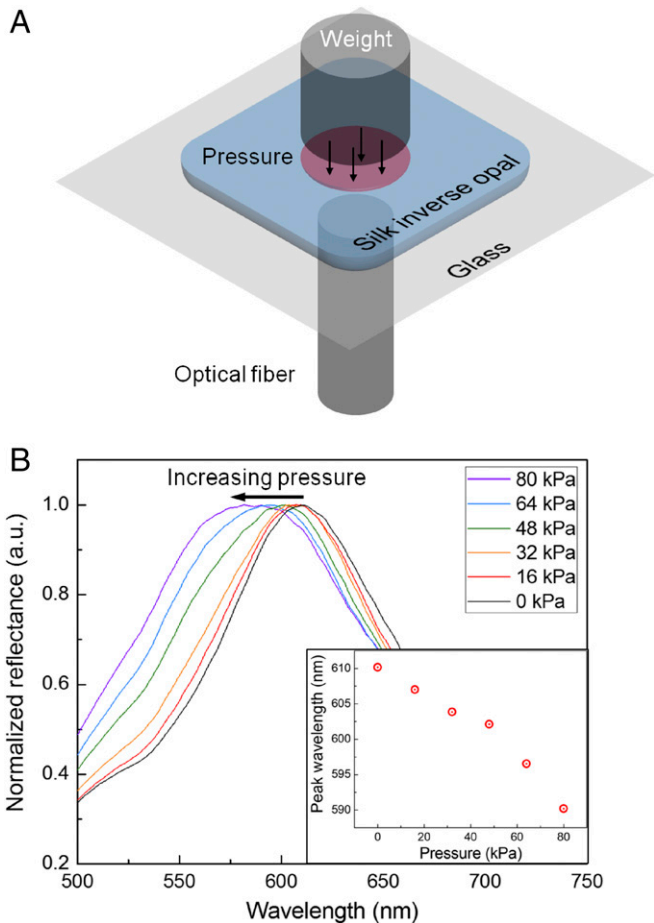 A
Weight
Pressure
Silk inverse opal
Glass
Optical fiber
B
Increasing pressure
80 kPa
64 kPa
48 kPa
32 kPa
16 kPa
0 kPa
Normalized reflectance (a.u.)
1.0
0.8
0.6
0.4
0.2
500 550 600 650 700 750
Wavelength (nm)
Peak wavelength (nm)
610
605
600
595
590
0 20 40 60 80
Pressure (kPa)